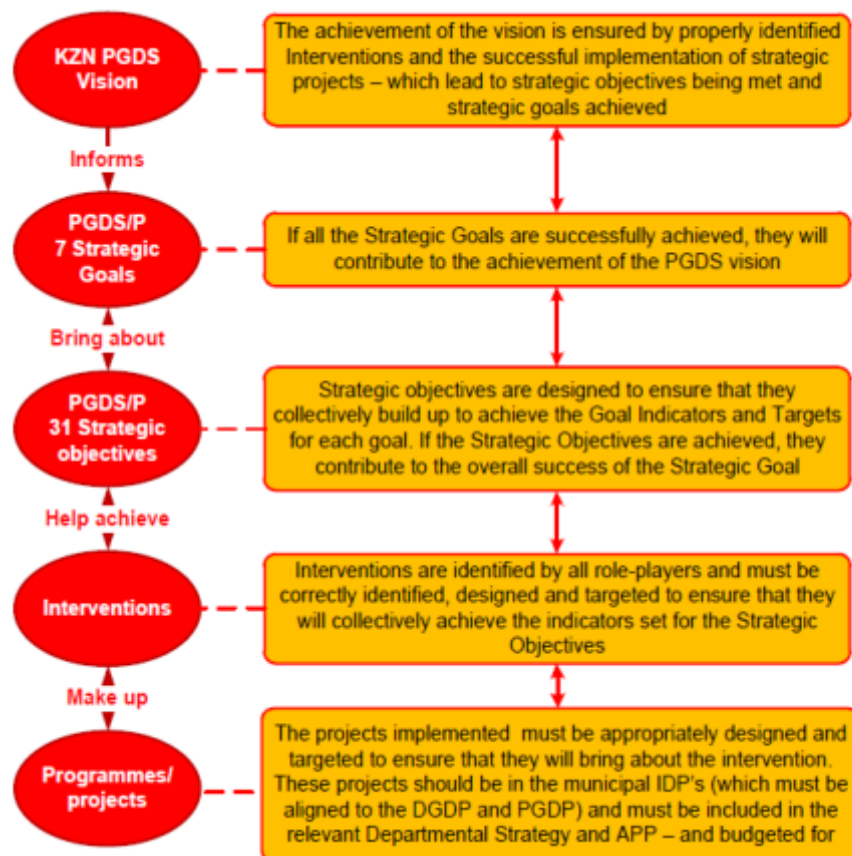 KZN PGDS
Vision
The achievement of the vision is ensured by properly identified
Interventions and the successful implementation of strategic
projects – which lead to strategic objectives being met and
strategic goals achieved
Informs
PGDS/P
7 Strategic
Goals
If all the Strategic Goals are successfully achieved, they will
contribute to the achievement of the PGDS vision
Bring about
PGDS/P
31 Strategic
objectives
Strategic objectives are designed to ensure that they
collectively build up to achieve the Goal Indicators and Targets
for each goal. If the Strategic Objectives are achieved, they
contribute to the overall success of the Strategic Goal
Help achieve
Interventions
Interventions are identified by all role-players and must be
correctly identified, designed and targeted to ensure that they
will collectively achieve the indicators set for the Strategic
Objectives
Make up
Programmes/
projects
The projects implemented must be appropriately designed and
targeted to ensure that they will bring about the intervention.
These projects should be in the municipal IDP's (which must be
aligned to the DGDP and PGDP) and must be included in the
relevant Departmental Strategy and APP – and budgeted for